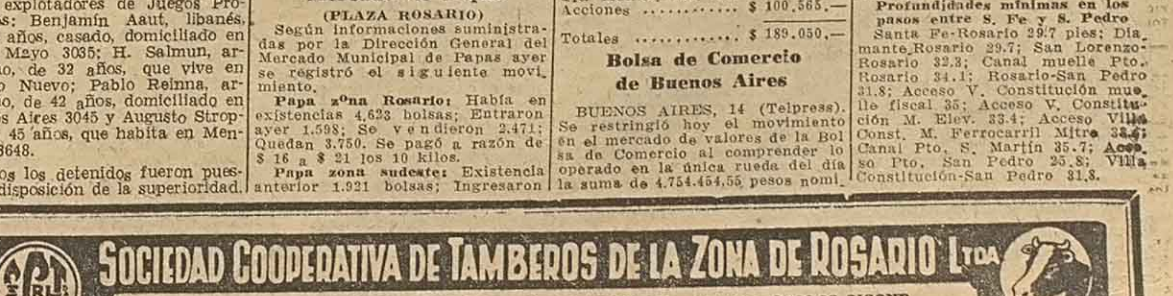 explotadores de Juegos Pro-
s; Benjamín Aaut, libanés,
años, casado, domiciliado en
Mayo 3035; H. Salmun, ar-
o, de 32 años, que vive en
o Nuevo; Pablo Reinna, ar-
o, de 42 años, domiciliado en
s Aires 3045 y Augusto Strop-
45 años, que habita en Men-
3648.
os los detenidos fueron pues-
disposición de la superioridad.
(PLAZA ROSARIO)
Según informaciones suministra-
das por la Dirección General del
Mercado Municipal de Papas ayer
se registró el siguiente movi.
miento.
Papa zona Rosario: Había en
existencias 4.623 bolsas; Entraron
ayer 1.598; Se vendieron 2.471;
Quedan 3.750. Se pagó a razón de
$ 16 a $ 21 los 10 kilos.
Papa zona sudeste: Existencia
anterior 1.921 bolsas; Ingresaron
Acciones ........... $ 100.565.—
Totales ............ $ 189.050.—
Bolsa de Comercio
de Buenos Aires
BUENOS AIRES, 14 (Telpress).
Se restringió hoy el movimiento
en el mercado de valores de la Bol
sa de Comercio al comprender lo
operado en la única rueda del día
la suma de 4.754.454,55 pesos nomi.
Profundidades mínimas en los
pasos entre S. Fe y S. Pedro
Santa Fe-Rosario 29.7 pies; Dia.
mante Rosario 29.7; San Lorenzo-
Rosario 32.3; Canal muelle Pto.
Rosario 34.1; Rosario-San Pedro
31.8; Acceso V. Constitución mue.
lle fiscal 35; Acceso V. Constitu-
ción M. Elev. 33.4; Acceso Villa
Const. M. Ferrocarril Mitre
Canal Pto. S. Martín 35.7; Acce.
so Pto. San Pedro 25.8; Villa
Constitución-San Pedro 31,8.
SOCIEDAD COOPERATIVA DE TAMBEROS DE LA ZONA DE ROSARIO LTDA